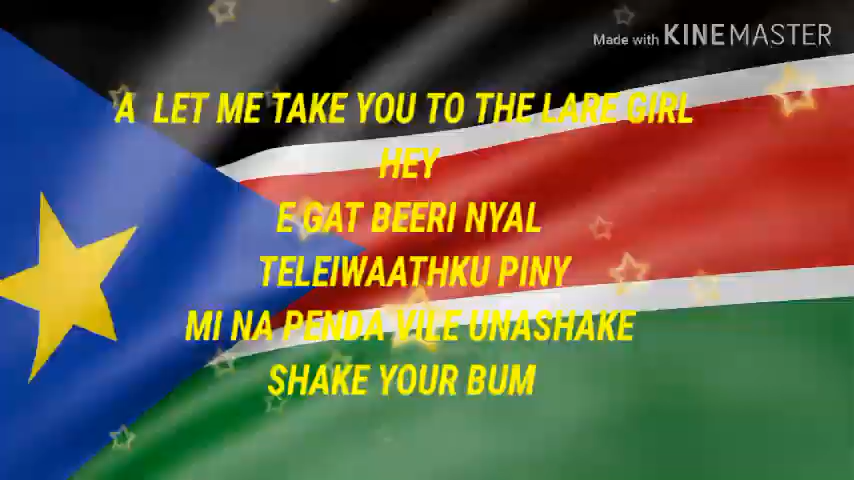 Made with KINEMASTER
A LET ME TAKE YOU TO THE LARE GIRL
HEY
E GAT BEERI NYAL
TELEIWAATHKU PINY
MI NA PENDA VILE UNASHAKE
SHAKE YOUR BUM